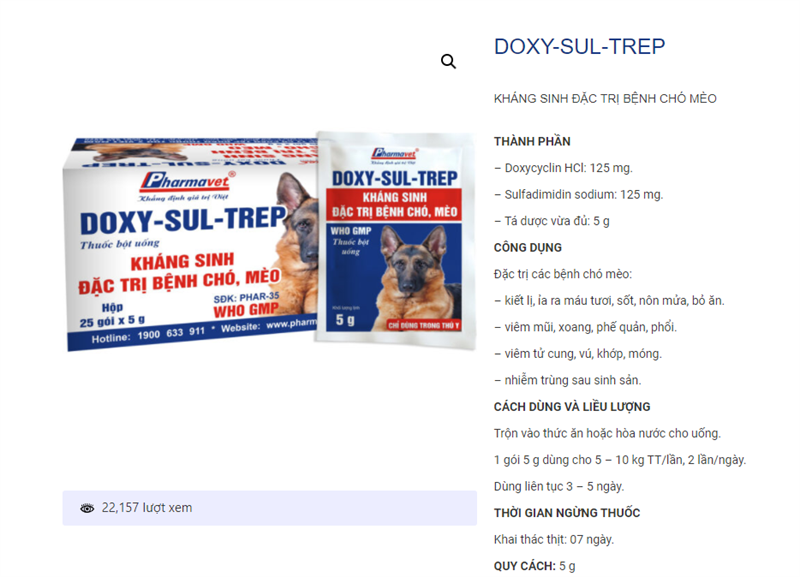 DOXY-SUL-TREP
KHÁNG SINH ĐẶC TRỊ BỆNH CHÓ MÈO
THÀNH PHẦN
– Doxycyclin HCl: 125 mg.
– Sulfadimidin sodium: 125 mg.
– Tá dược vừa đủ: 5 g
CÔNG DỤNG
Đặc trị các bệnh chó mèo:
– kiết lị, ỉa ra máu tươi, sốt, nôn mửa, bỏ ăn.
– viêm mũi, xoang, phế quản, phổi.
– viêm tử cung, vú, khớp, móng.
– nhiễm trùng sau sinh sản.
CÁCH DÙNG VÀ LIỀU LƯỢNG
Trộn vào thức ăn hoặc hòa nước cho uống.
1 gói 5 g dùng cho 5 – 10 kg TT/lần, 2 lần/ngày.
Dùng liên tục 3 – 5 ngày.
THỜI GIAN NGỪNG THUỐC
Khai thác thịt: 07 ngày.
QUY CÁCH: 5 g
Pharmavet®
Khẳng định giá trị Việt
DOXY-SUL-TREP
Thuốc bột uống
KHÁNG SINH
ĐẶC TRỊ BỆNH CHÓ, MÈO
SĐK: PHAR-35
WHO GMP
Hộp
25 gói x 5 g
Hotline: 1900 633 911 * Website: www.pharm
Pharmavet®
Khẳng định giá trị Việt
DOXY-SUL-TREP
KHÁNG SINH
ĐẶC TRỊ BỆNH CHÓ, MÈO
WHO GMP
Thuốc bột
uống
Khối lượng tịnh
5 g
CHỈ DÙNG TRONG THÚ Y
22,157 lượt xem